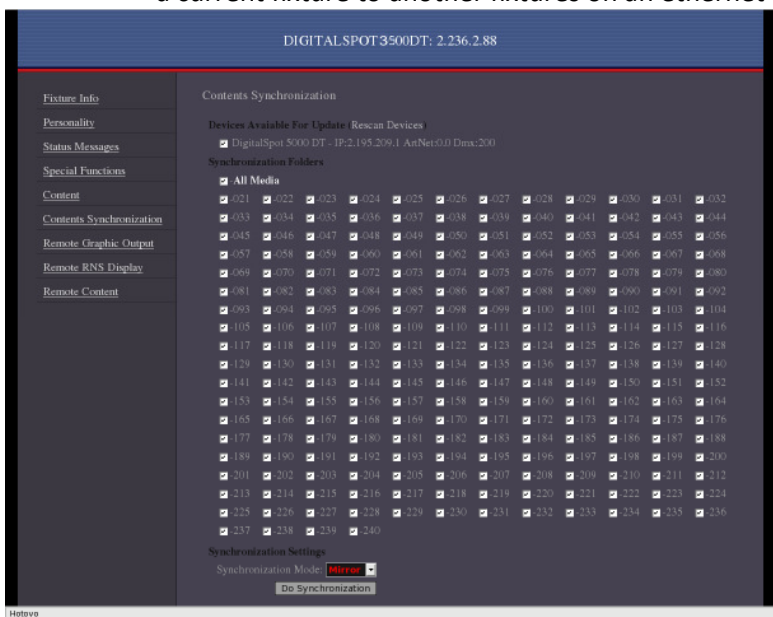 a current fixture to another fixtures on an ethernet
DIGITALSPOT3500DT: 2.236.2.88
Fixture Info
Personality
Status Messages
Special Functions
Content
Contents Synchronization
Remote Graphic Output
Remote RNS Display
Remote Content
Contents Synchronization
Devices Avaiable For Update (Rescan Devices)
DigitalSpot 5000 DT - IP:2.195.209.1 ArtNet:0.0 Dmx:200
Synchronization Folders
All Media
-021 -022 -023 -024 -025 -026 -027 -028 -029 -030 -031 -032
-033 -034 -035 -036 -037 -038 -039 -040 -041 -042 -043 -044
-045 -046 -047 -048 -049 -050 -051 -052 -053 -054 -055 -056
-057 -058 -059 -060 -061 -062 -063 -064 -065 -066 -067 -068
-069 -070 -071 -072 -073 -074 -075 -076 -077 -078 -079 -080
-081 -082 -083 -084 -085 -086 -087 -088 -089 -090 -091 -092
-093 -094 -095 -096 -097 -098 -099 -100 -101 -102 -103 -104
-105 -106 -107 -108 -109 -110 -111 -112 -113 -114 -115 -116
-117 -118 -119 -120 -121 -122 -123 -124 -125 -126 -127 -128
-129 -130 -131 -132 -133 -134 -135 -136 -137 -138 -139 -140
-141 -142 -143 -144 -145 -146 -147 -148 -149 -150 -151 -152
-153 -154 -155 -156 -157 -158 -159 -160 -161 -162 -163 -164
-165 -166 -167 -168 -169 -170 -171 -172 -173 -174 -175 -176
-177 -178 -179 -180 -181 -182 -183 -184 -185 -186 -187 -188
-189 -190 -191 -192 -193 -194 -195 -196 -197 -198 -199 -200
-201 -202 -203 -204 -205 -206 -207 -208 -209 -210 -211 -212
-213 -214 -215 -216 -217 -218 -219 -220 -221 -222 -223 -224
-225 -226 -227 -228 -229 -230 -231 -232 -233 -234 -235 -236
-237 -238 -239 -240
Synchronization Settings
Synchronization Mode: Mirror
Do Synchronization
Hotovo